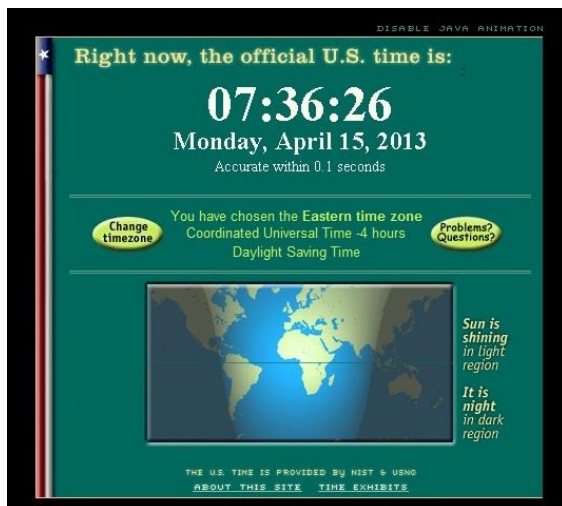 DISABLE JAVA ANIMATION
Right now, the official U.S. time is:
07:36:26
Monday, April 15, 2013
Accurate within 0.1 seconds
Change
timezone
You have chosen the Eastern time zone
Coordinated Universal Time -4 hours
Daylight Saving Time
Problems?
Questions?
Sun is
shining
in light
region
It is
night
in dark
region
THE U.S. TIME IS PROVIDED BY NIST & USNO
ABOUT THIS SITE TIME EXHIBITS